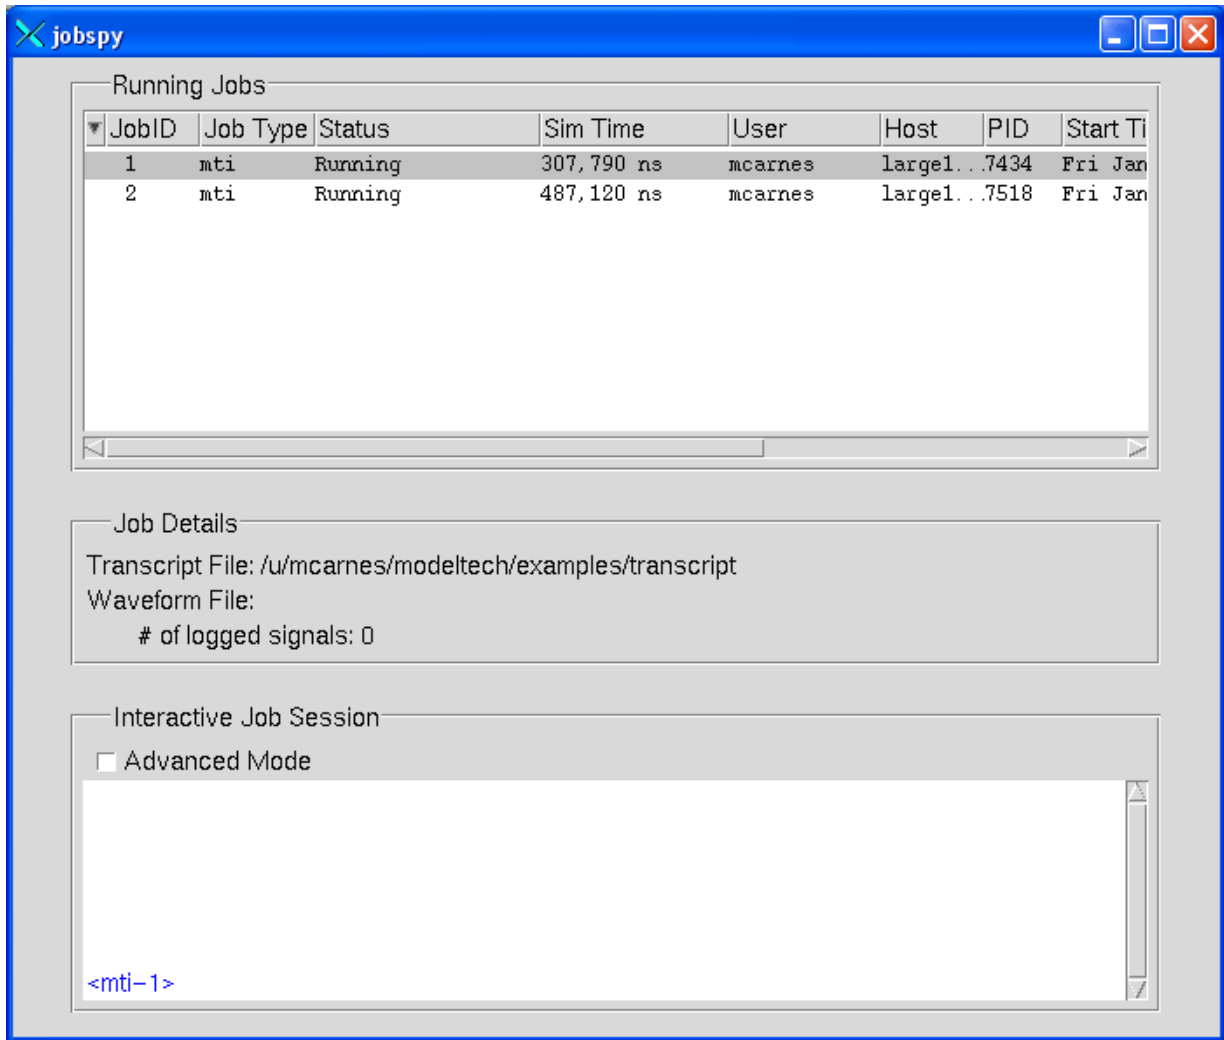 jobspy
Running Jobs
JobID Job Type Status Sim Time User Host PID Start Ti
1 mti Running 307,790 ns mcarnes large1...7434 Fri Jan
2 mti Running 487,120 ns mcarnes large1...7518 Fri Jan
Job Details
Transcript File: /u/mcarnes/modeltech/examples/transcript
Waveform File:
# of logged signals: 0
Interactive Job Session
Advanced Mode
<mti-1>